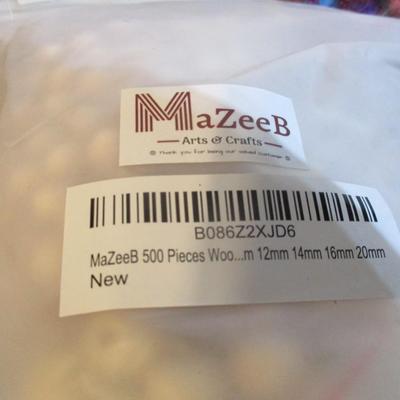 MaZeeB
Arts & Crafts
Thank you for being our valued customer
B086Z2XJD6
MaZeeB 500 Pieces Woo...m 12mm 14mm 16mm 20mm
New